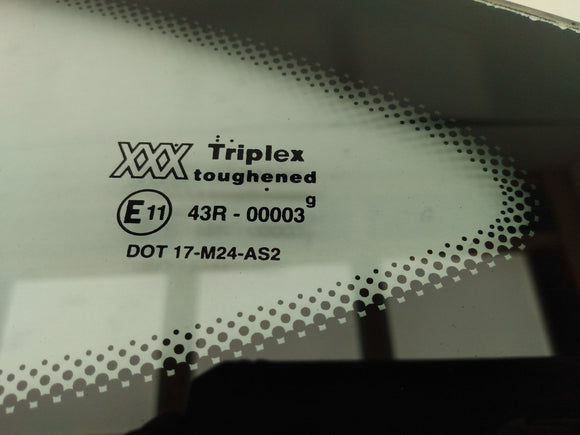 XXX Triplex
toughened
E11 43R - 00003 g
DOT 17-M24-AS2